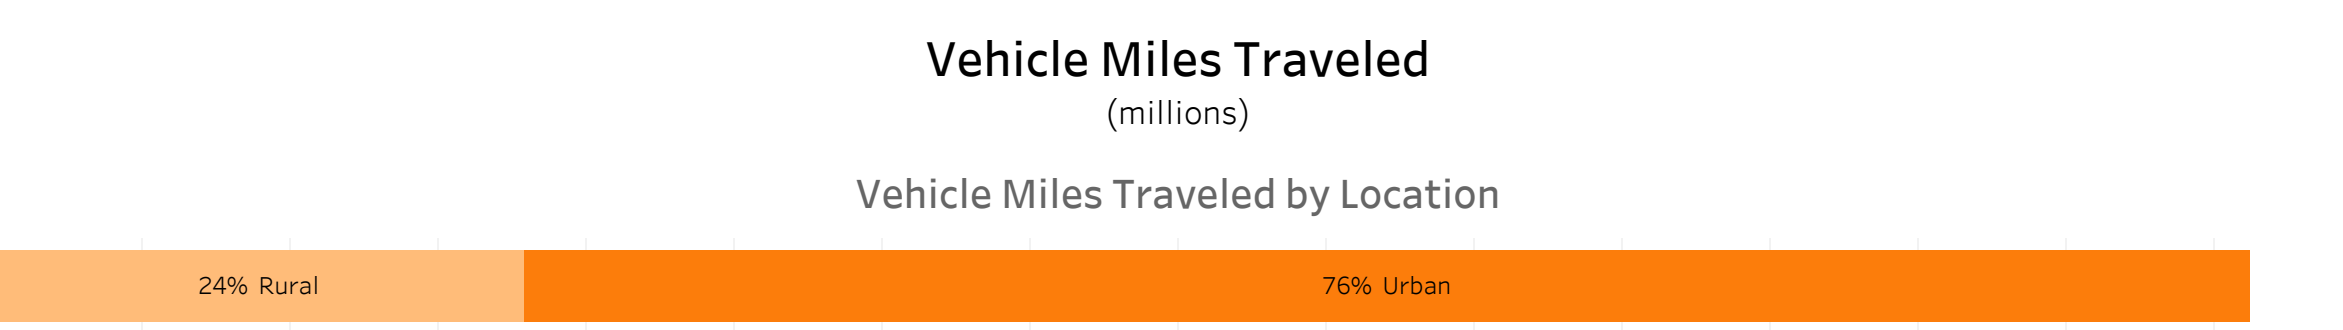 Vehicle Miles Traveled
(millions)
Vehicle Miles Traveled by Location
24% Rural
76% Urban